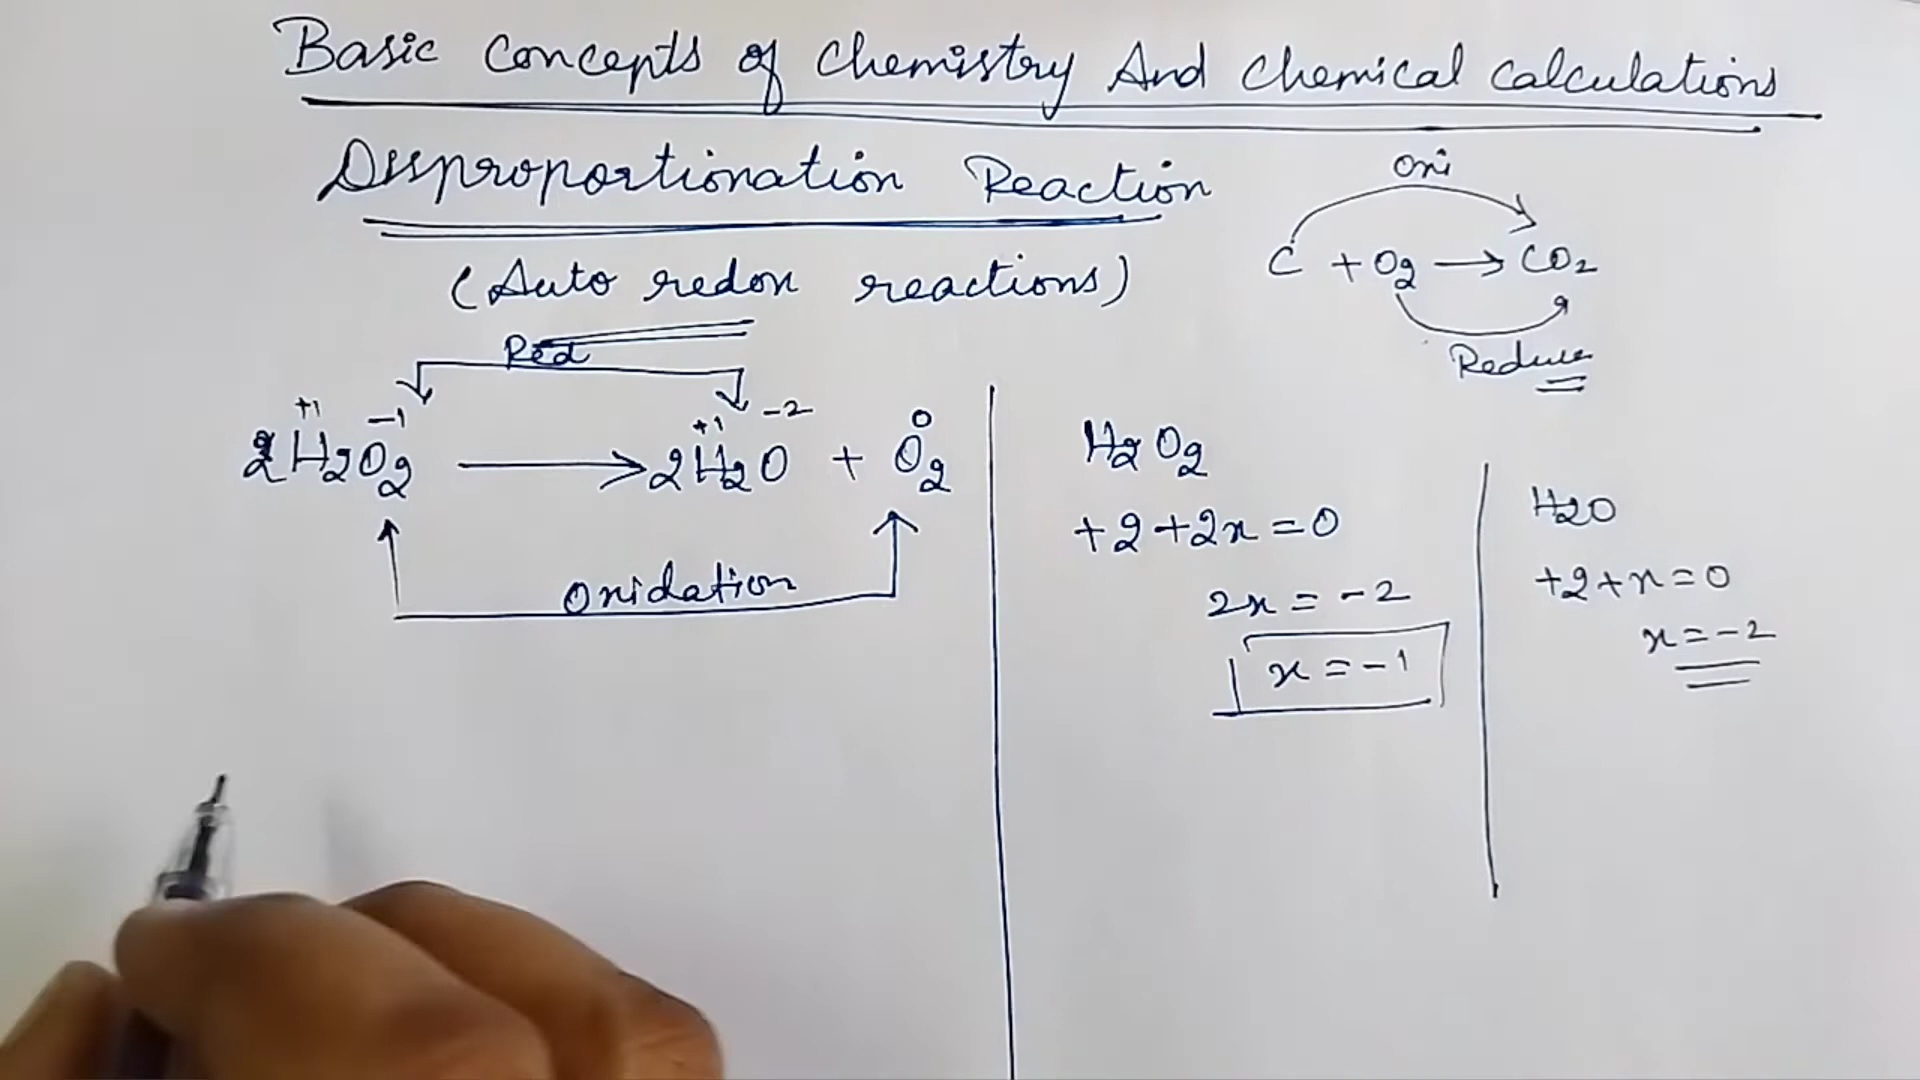 Basic Concepts of Chemistry And Chemical Calculations
Disproportionation Reaction
(Auto redox reactions)
Oxi
C + O2 → CO2
Reduce
Red
+1 -1 +1 -2 0
2H2O2 → 2H2O + O2
Oxidation
H2O2
+2+2x=0
2x=-2
x=-1
H2O
+2+x=0
x=-2